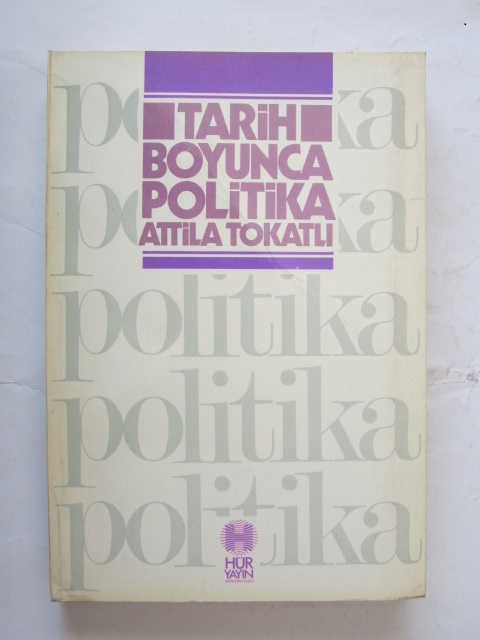 politika
TARİH
BOYUNCA
POLİTİKA
ATTİLA TOKATLI
politika
politika
politika
politika
HÜR
YAYIN